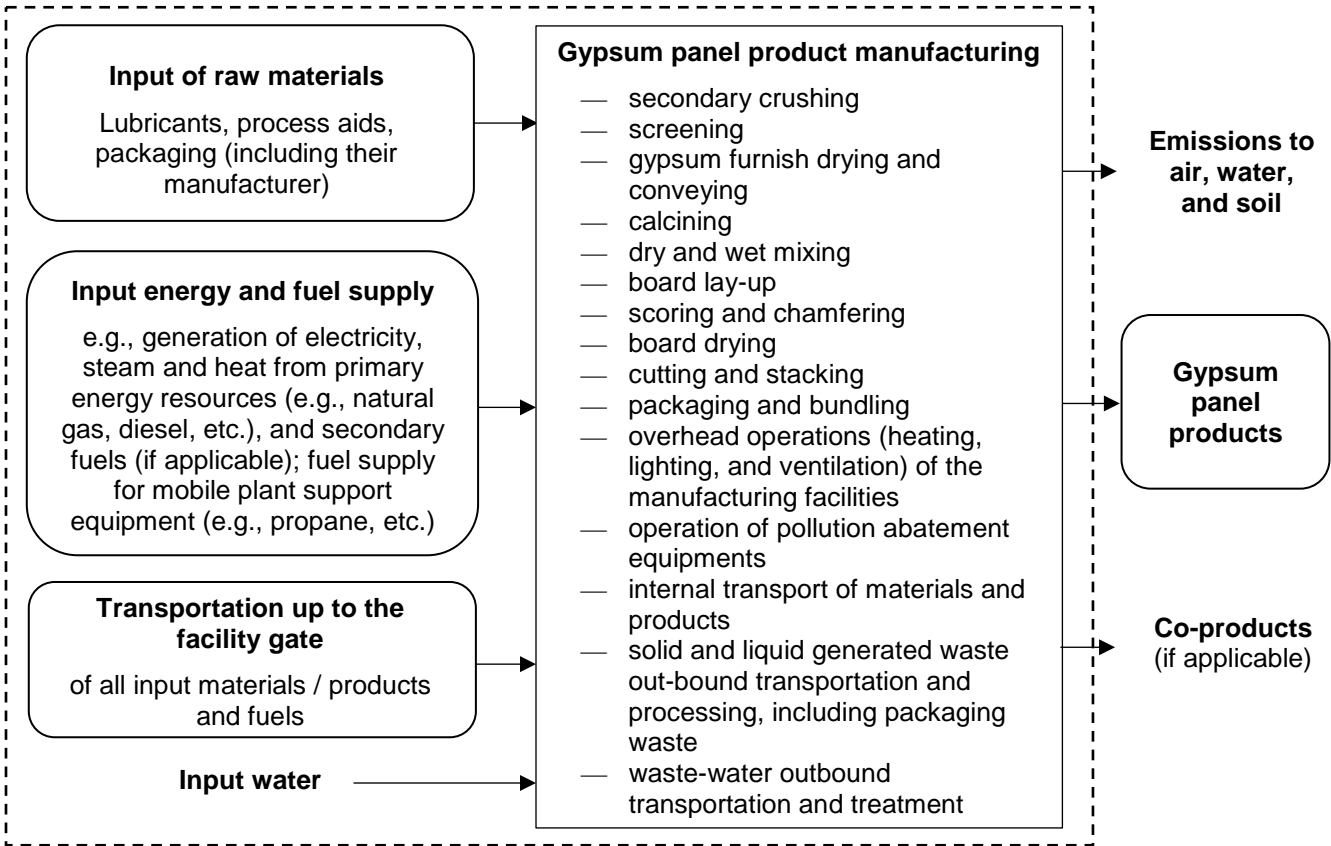 Input of raw materials
Lubricants, process aids,
packaging (including their
manufacturer)
Input energy and fuel supply
e.g., generation of electricity,
steam and heat from primary
energy resources (e.g., natural
gas, diesel, etc.), and secondary
fuels (if applicable); fuel supply
for mobile plant support
equipment (e.g., propane, etc.)
Transportation up to the
facility gate
of all input materials / products
and fuels
Input water
Gypsum panel product manufacturing
— secondary crushing
— screening
— gypsum furnish drying and
conveying
— calcining
— dry and wet mixing
— board lay-up
— scoring and chamfering
— board drying
— cutting and stacking
— packaging and bundling
— overhead operations (heating,
lighting, and ventilation) of the
manufacturing facilities
— operation of pollution abatement
equipments
— internal transport of materials and
products
— solid and liquid generated waste
out-bound transportation and
processing, including packaging
waste
— waste-water outbound
transportation and treatment
Emissions to
air, water,
and soil
Gypsum
panel
products
Co-products
(if applicable)